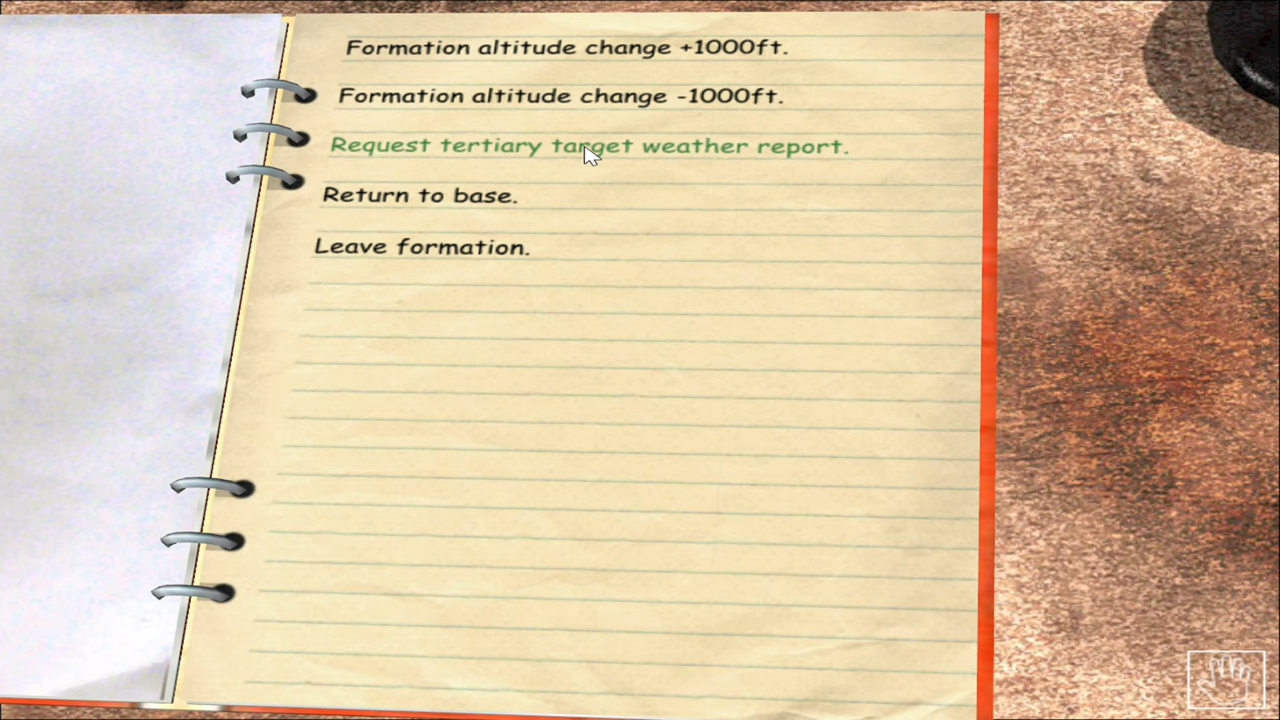 Formation altitude change +1000ft.
Formation altitude change -1000ft.
Request tertiary target weather report.
Return to base.
Leave formation.